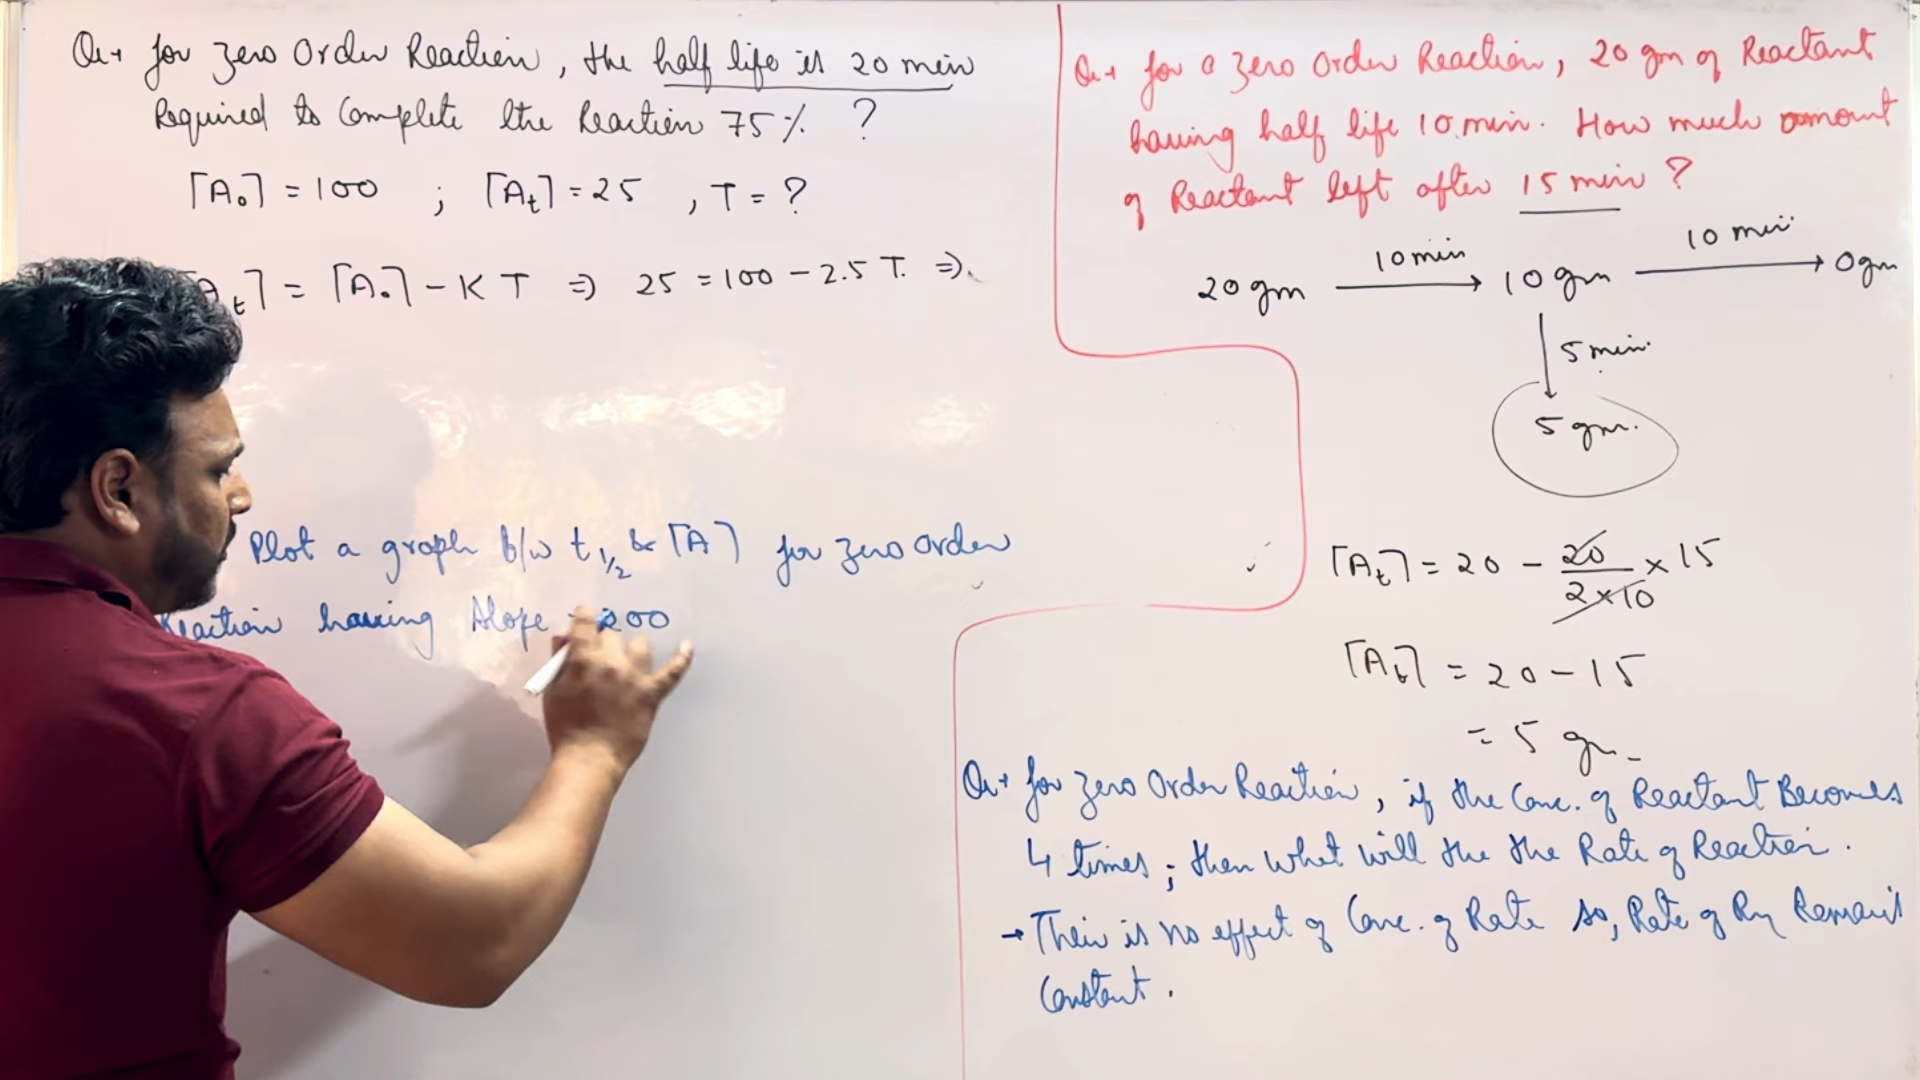 Qu→ for Zero Order Reaction, the half life is 20 min
Required to Complete the Reaction 75% ?
[A₀] = 100 ; [Aₜ] = 25 , T = ?
ₜ] = [A₀] - K T ⇒ 25 = 100 - 2.5 T. ⇒
Plot a graph b/w t 1/2 & [A] for zero order
Reaction having Slope 200
Qu→ for a Zero Order Reaction, 20 gm of Reactant
having half life 10 min. How much amount
of Reactant left after 15 min ?
20 gm 10 min → 10 gm 10 min → 0 gm
5 min.
5 gm.
[Aₜ] = 20 - 20/2×10 × 15
[Aₜ] = 20 - 15
= 5 gm
Qu→ for Zero Order Reaction, if the Conc. of Reactant Becomes
4 times ; then what will the the Rate of Reaction.
→ Their is no effect of Conc. of Rate so, Rate of Rxn Remains
Constant .